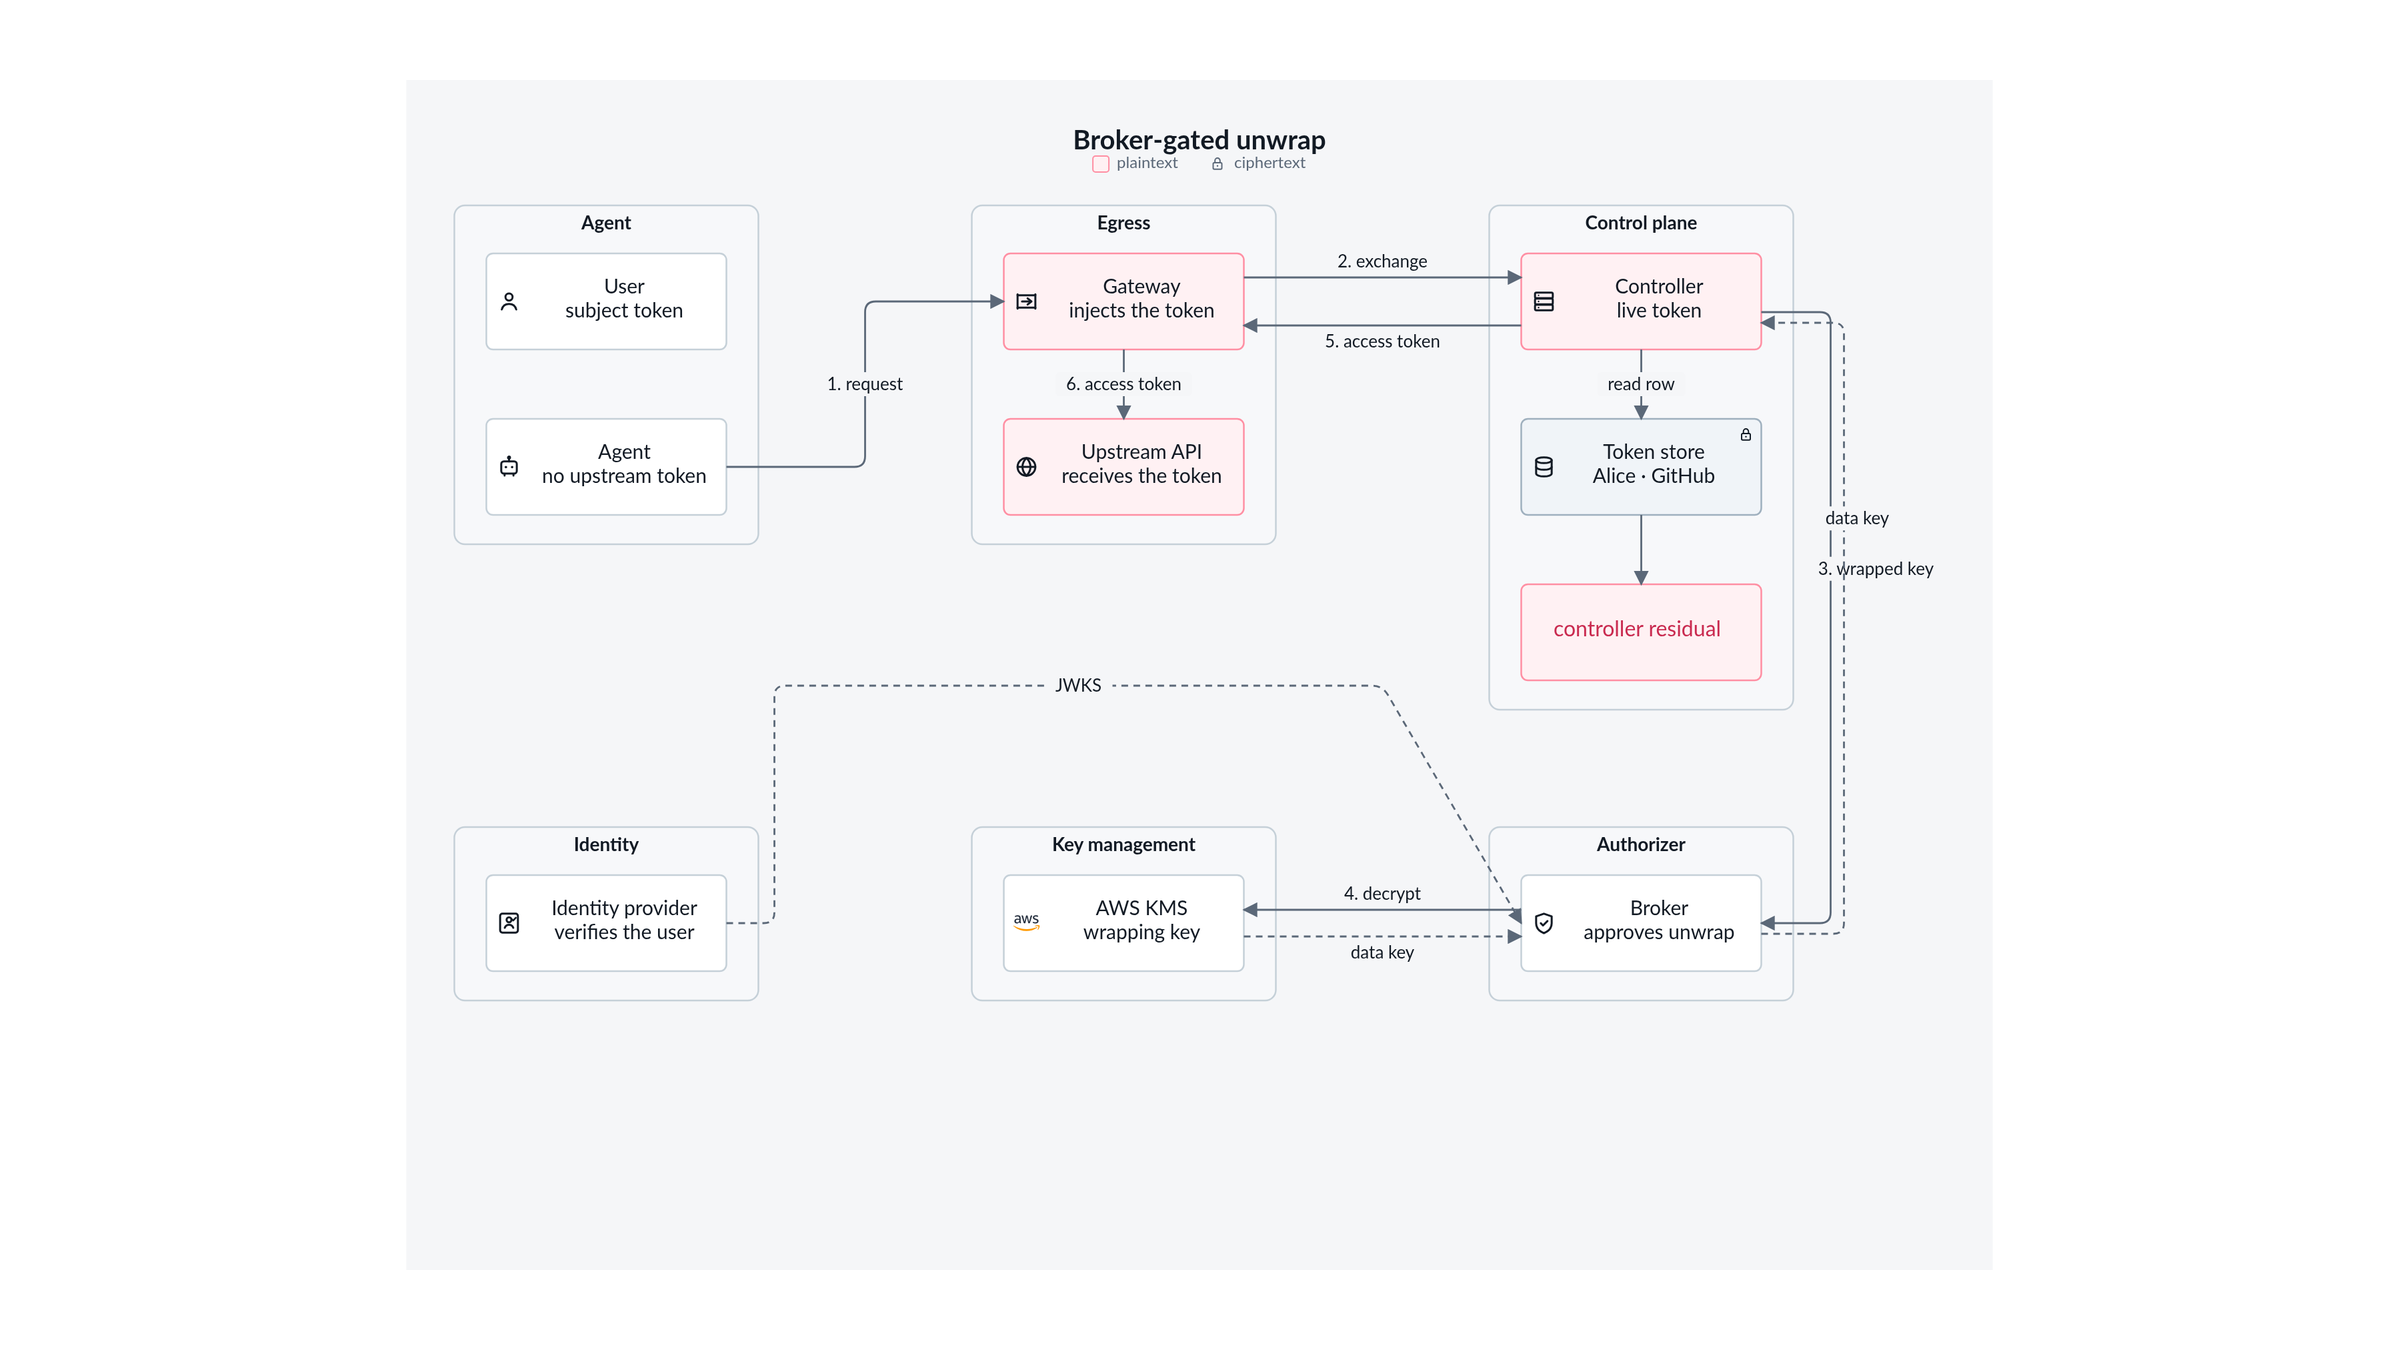 Broker-gated unwrap
plaintext
ciphertext
Agent
User
subject token
Agent
no upstream token
1. request
Egress
Gateway
injects the token
6. access token
Upstream API
receives the token
2. exchange
5. access token
Control plane
Controller
live token
read row
Token store
Alice · GitHub
controller residual
data key
3. wrapped key
JWKS
Identity
Identity provider
verifies the user
Key management
aws
AWS KMS
wrapping key
4. decrypt
data key
Authorizer
Broker
approves unwrap